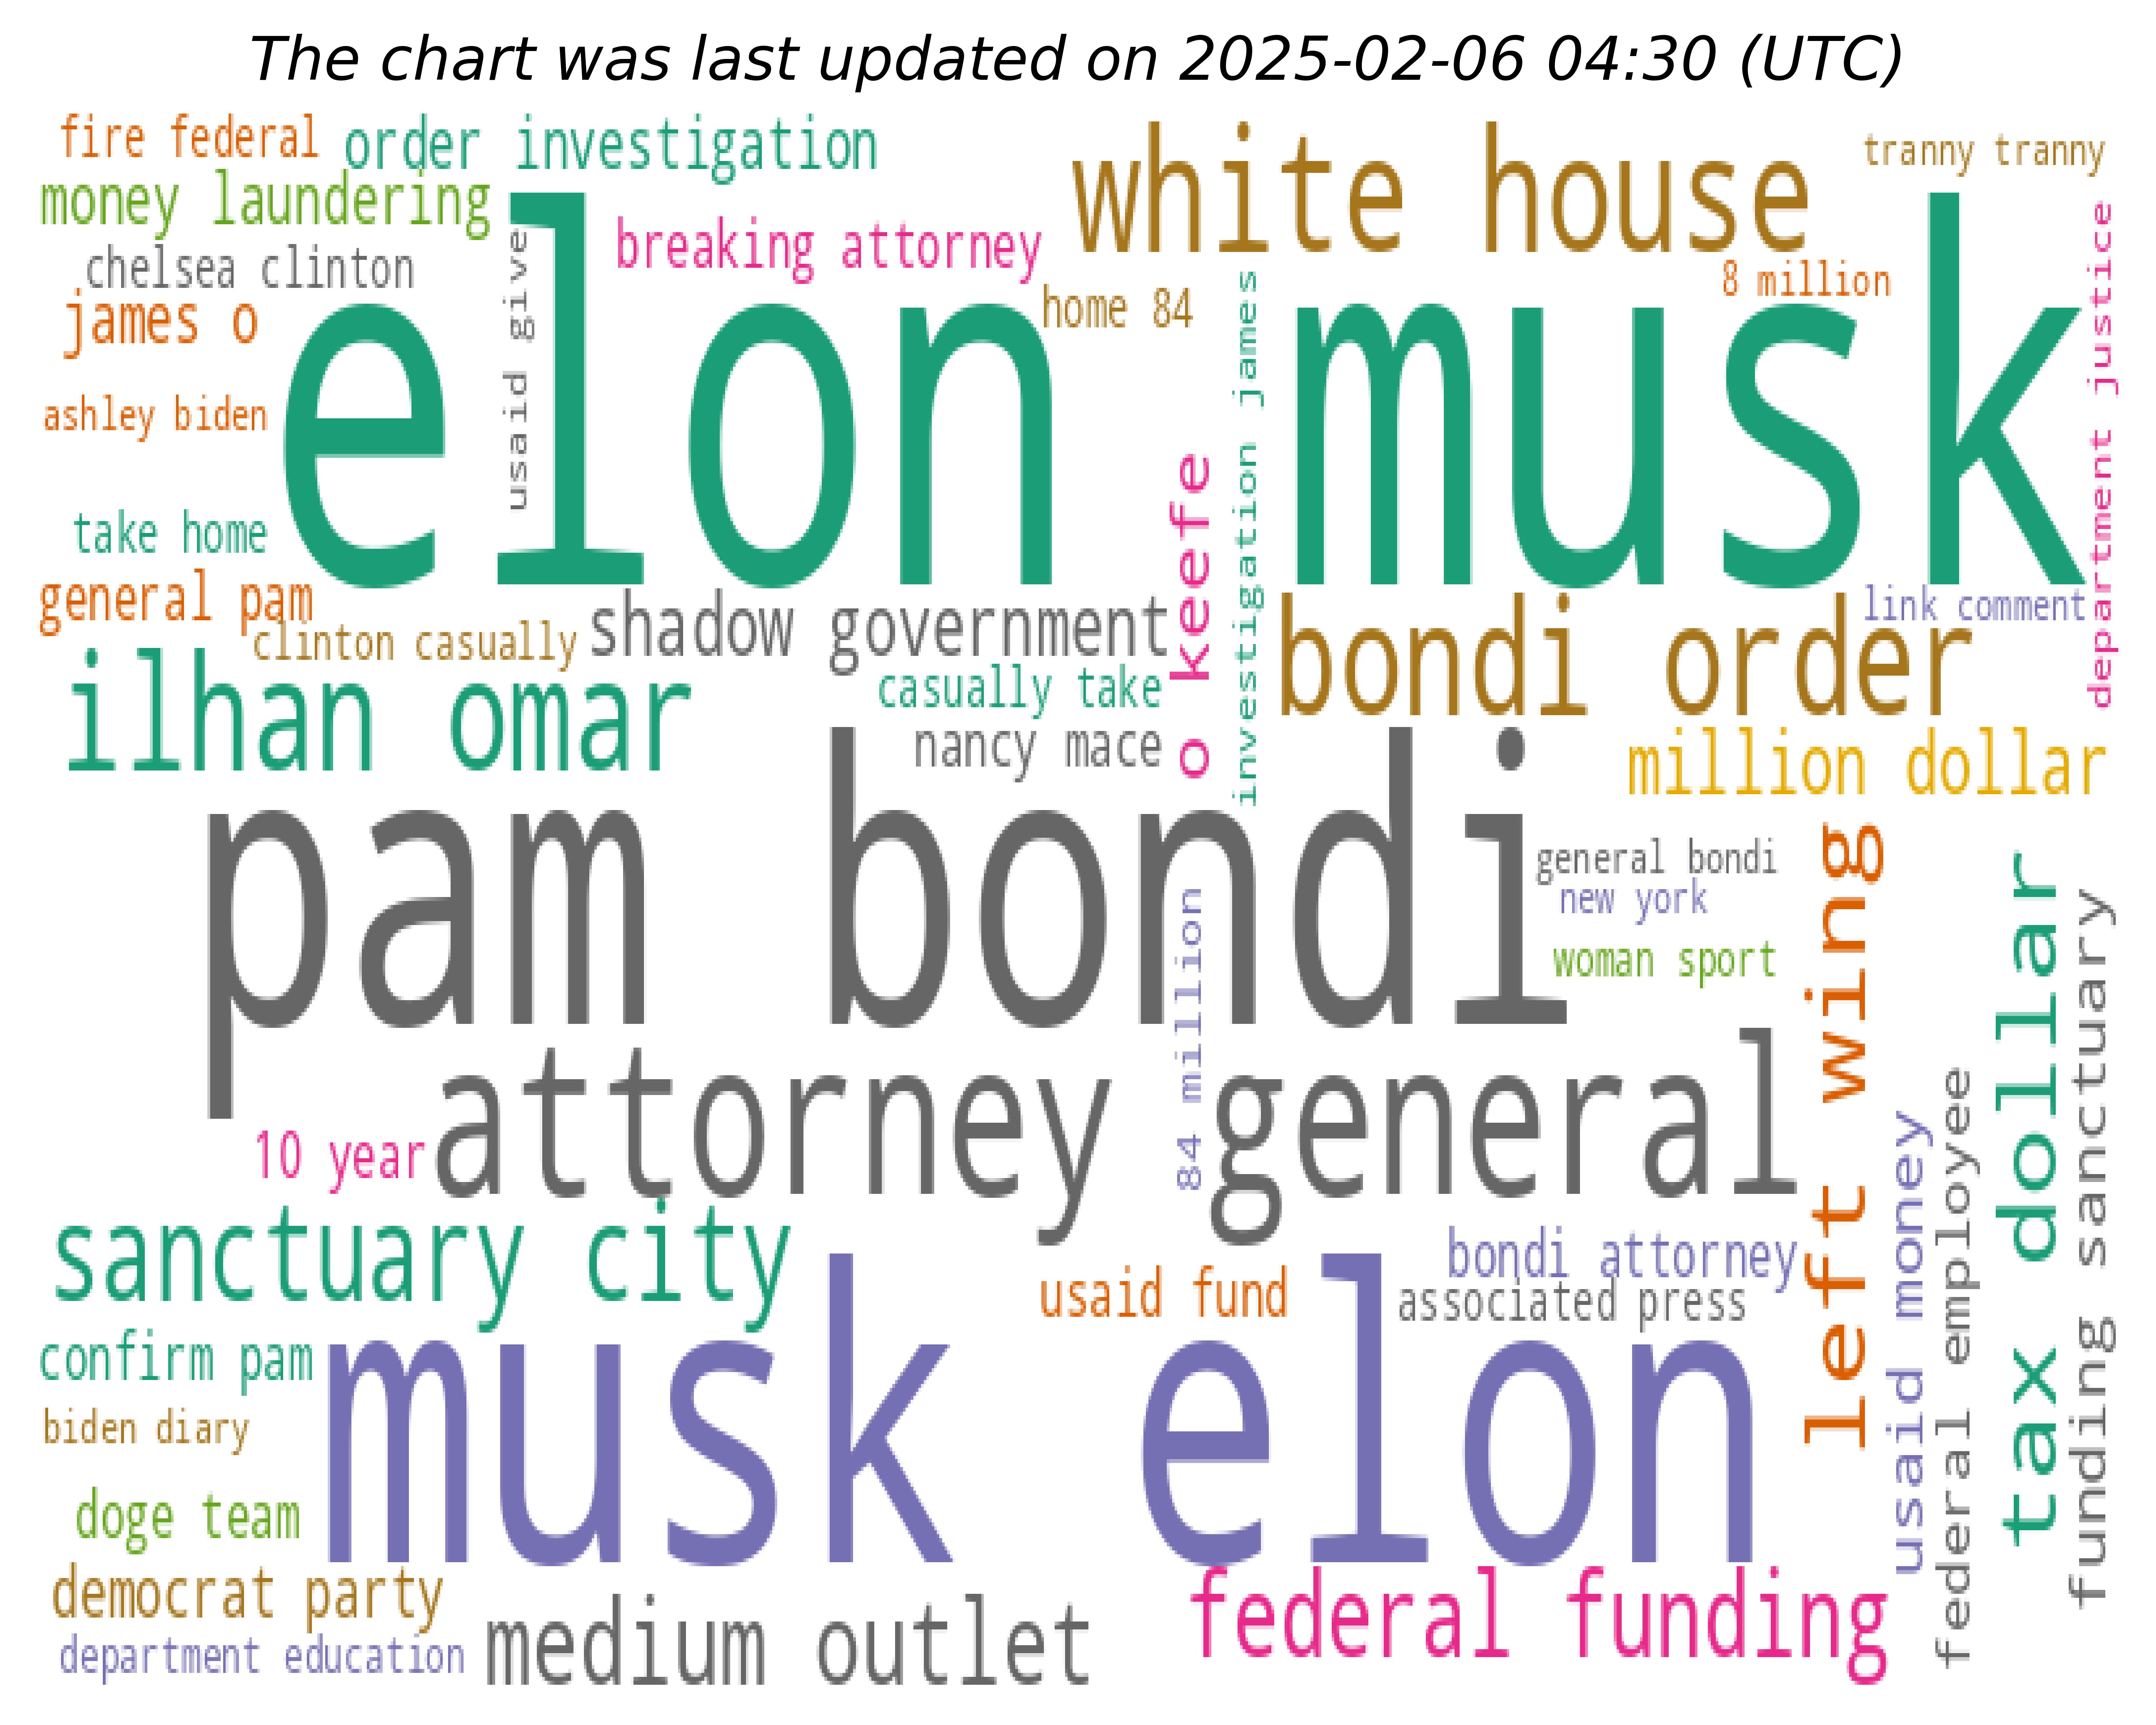 The chart was last updated on 2025-02-06 04:30 (UTC)
fire federal
order investigation
white house
tranny tranny
money laundering
breaking attorney
chelsea clinton
usaid give
8 million
department justice
james o
home 84
elon musk
investigation james
ashley biden
o keefe
take home
general pam
clinton casually
shadow government
bondi order
link comment
ilhan omar
casually take
nancy mace
million dollar
pam bondi
general bondi
new york
woman sport
84 million
left wing
tax dollar
funding sanctuary
attorney general
10 year
usaid money
federal employee
sanctuary city
usaid fund
bondi attorney
associated press
confirm pam
musk elon
biden diary
doge team
democrat party
medium outlet
federal funding
department education